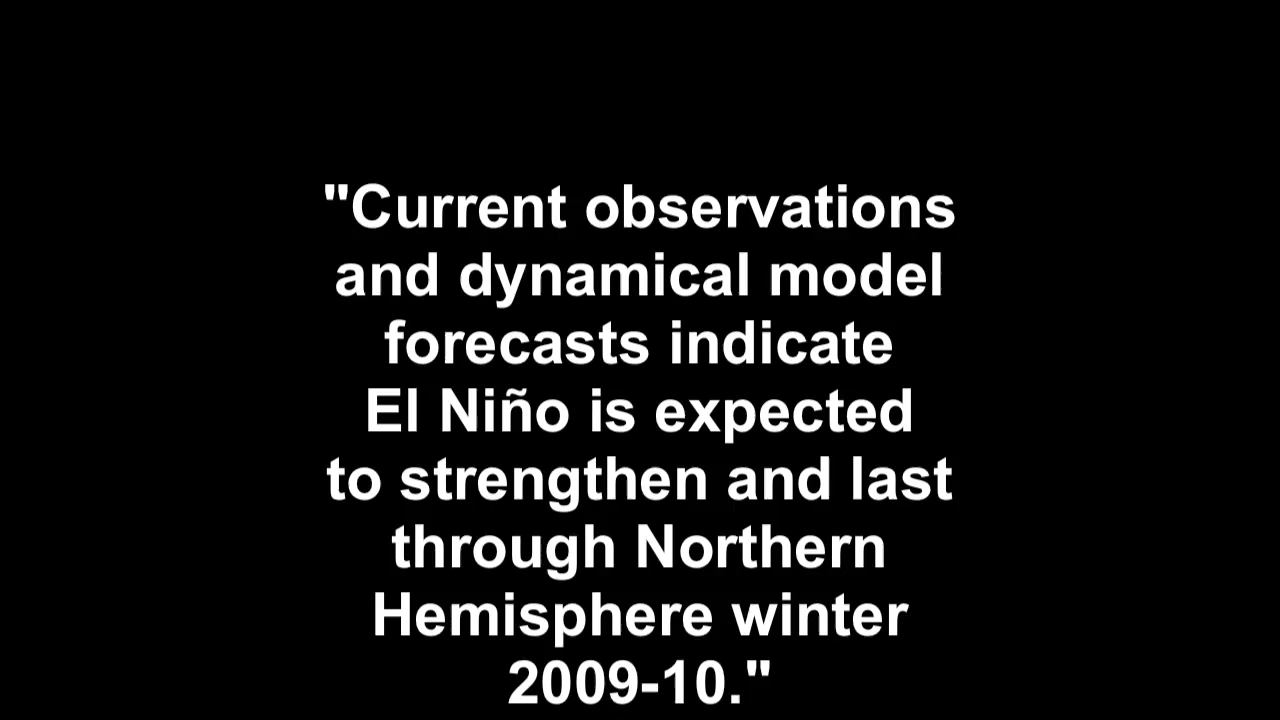 "Current observations
and dynamical model
forecasts indicate
El Niño is expected
to strengthen and last
through Northern
Hemisphere winter
2009-10."